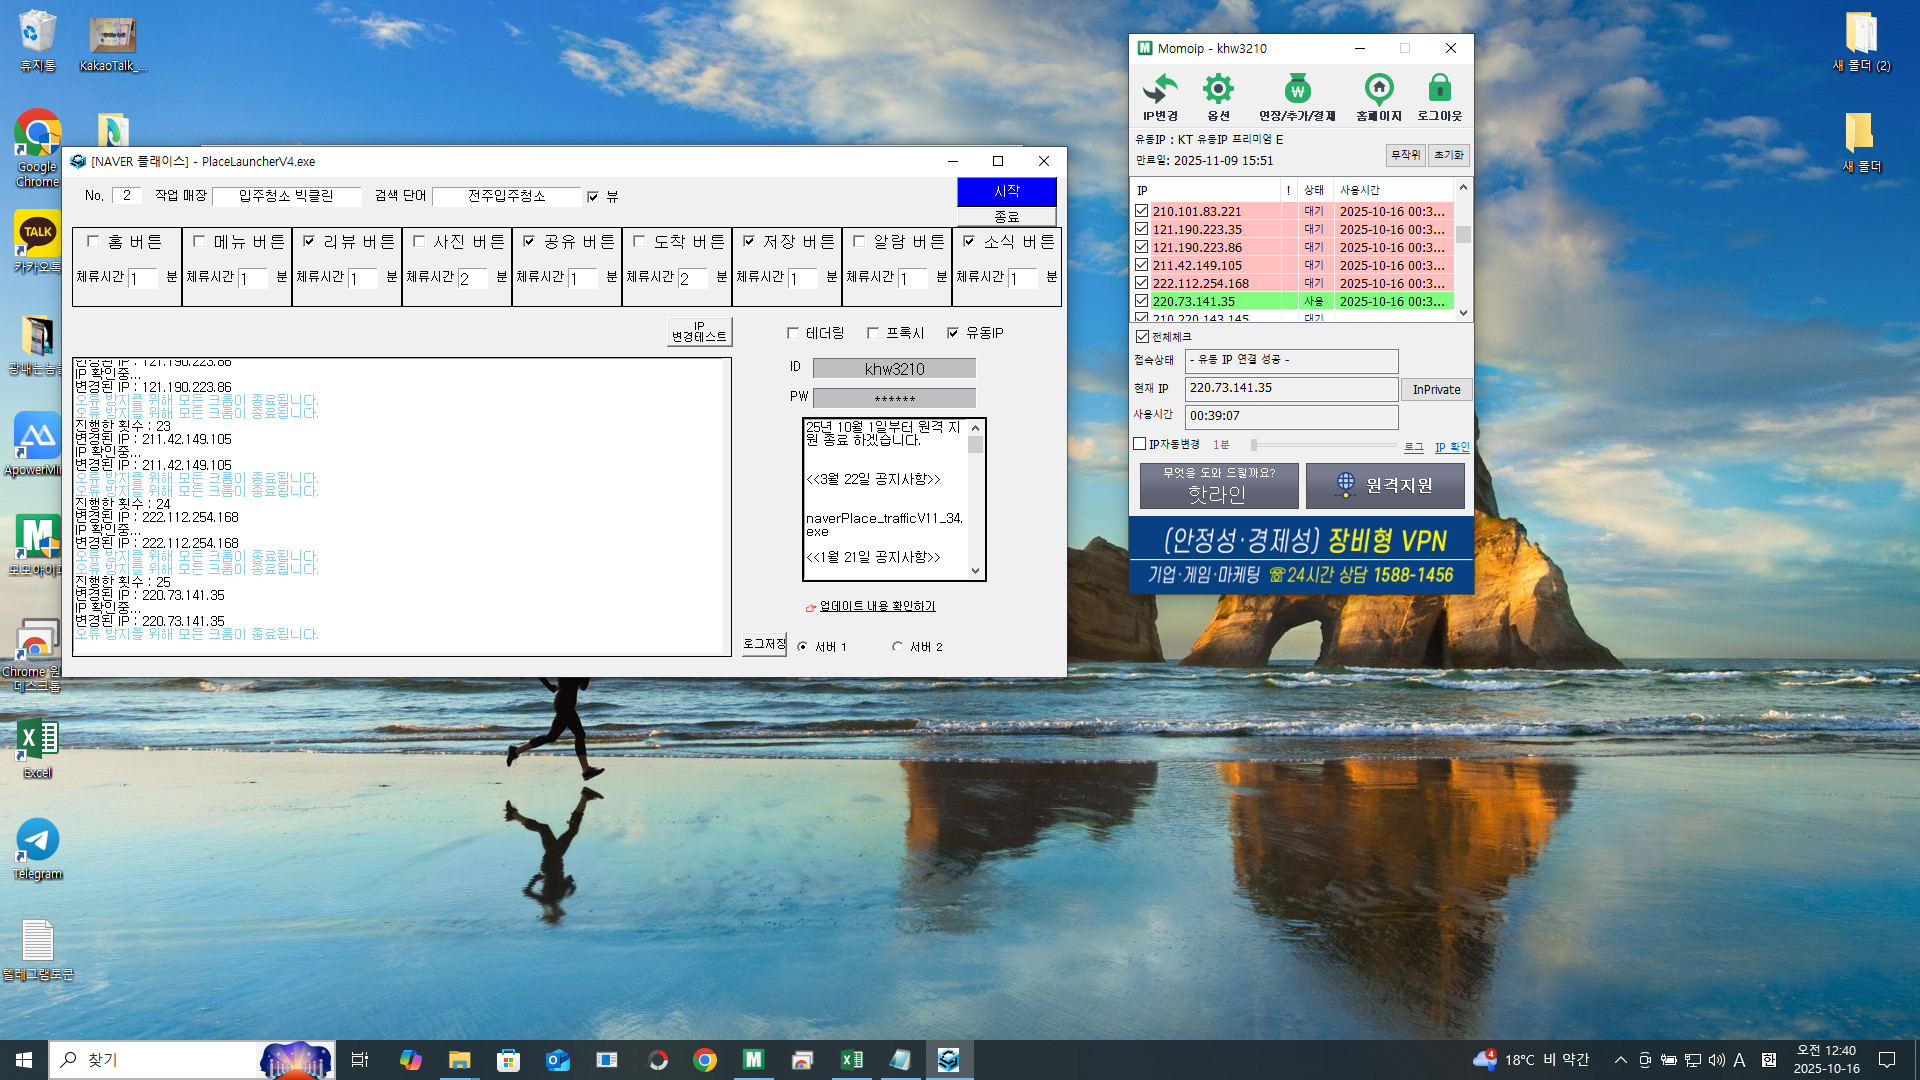 휴지통
KakaoTalk_...
Google Chrome
카카오톡
ApowerMir
모모아이피
Chrome 원
데스크톱
Excel
Telegram
텔레그램토큰
새 폴더 (2)
새 폴더
[NAVER 플래이스] - PlaceLauncherV4.exe
No. 2 작업 매장 입주청소 빅클린 검색 단어 전주입주청소 뷰
시작
종료
홈 버튼 메뉴 버튼 리뷰 버튼 사진 버튼 공유 버튼 도착 버튼 저장 버튼 알람 버튼 소식 버튼
체류시간 1 분 체류시간 1 분 체류시간 1 분 체류시간 2 분 체류시간 1 분 체류시간 2 분 체류시간 1 분 체류시간 1 분 체류시간 1 분
IP
변경테스트
테더링 프록시 유동IP
ID khw3210
PW ******
변경된 IP : 121.190.223.86
IP 확인중...
변경된 IP : 121.190.223.86
오류 방지를 위해 모든 크롬이 종료됩니다.
오류 방지를 위해 모든 크롬이 종료됩니다.
진행한 횟수 : 23
변경된 IP : 211.42.149.105
IP 확인중...
변경된 IP : 211.42.149.105
오류 방지를 위해 모든 크롬이 종료됩니다.
오류 방지를 위해 모든 크롬이 종료됩니다.
진행한 횟수 : 24
변경된 IP : 222.112.254.168
IP 확인중...
변경된 IP : 222.112.254.168
오류 방지를 위해 모든 크롬이 종료됩니다.
오류 방지를 위해 모든 크롬이 종료됩니다.
진행한 횟수 : 25
변경된 IP : 220.73.141.35
IP 확인중...
변경된 IP : 220.73.141.35
오류 방지를 위해 모든 크롬이 종료됩니다.
25년 10월 1일부터 원격 지
원 종료 하겠습니다.
<<3월 22일 공지사항>>
naverPlace_trafficV11_34.
exe
<<1월 21일 공지사항>>
업데이트 내용 확인하기
로그저장 서버 1 서버 2
Momoip - khw3210
IP변경 옵션 연장/추가/결제 홈페이지 로그아웃
유동IP : KT 유동IP 프리미엄 E
만료일: 2025-11-09 15:51
무작위 초기화
IP ! 상태 사용시간
210.101.83.221 대기 2025-10-16 00:3...
121.190.223.35 대기 2025-10-16 00:3...
121.190.223.86 대기 2025-10-16 00:3...
211.42.149.105 대기 2025-10-16 00:3...
222.112.254.168 대기 2025-10-16 00:3...
220.73.141.35 사용 2025-10-16 00:3...
210.220.143.145 대기
전체체크
접속상태 - 유동 IP 연결 성공 -
현재 IP 220.73.141.35 InPrivate
사용시간 00:39:07
IP자동변경 1분 로그 IP 확인
무엇을 도와 드릴까요?
핫라인
원격지원
(안정성·경제성) 장비형 VPN
기업·게임·마케팅 ☎24시간 상담 1588-1456
찾기
4
18°C 비 약간
A 한
오전 12:40
2025-10-16